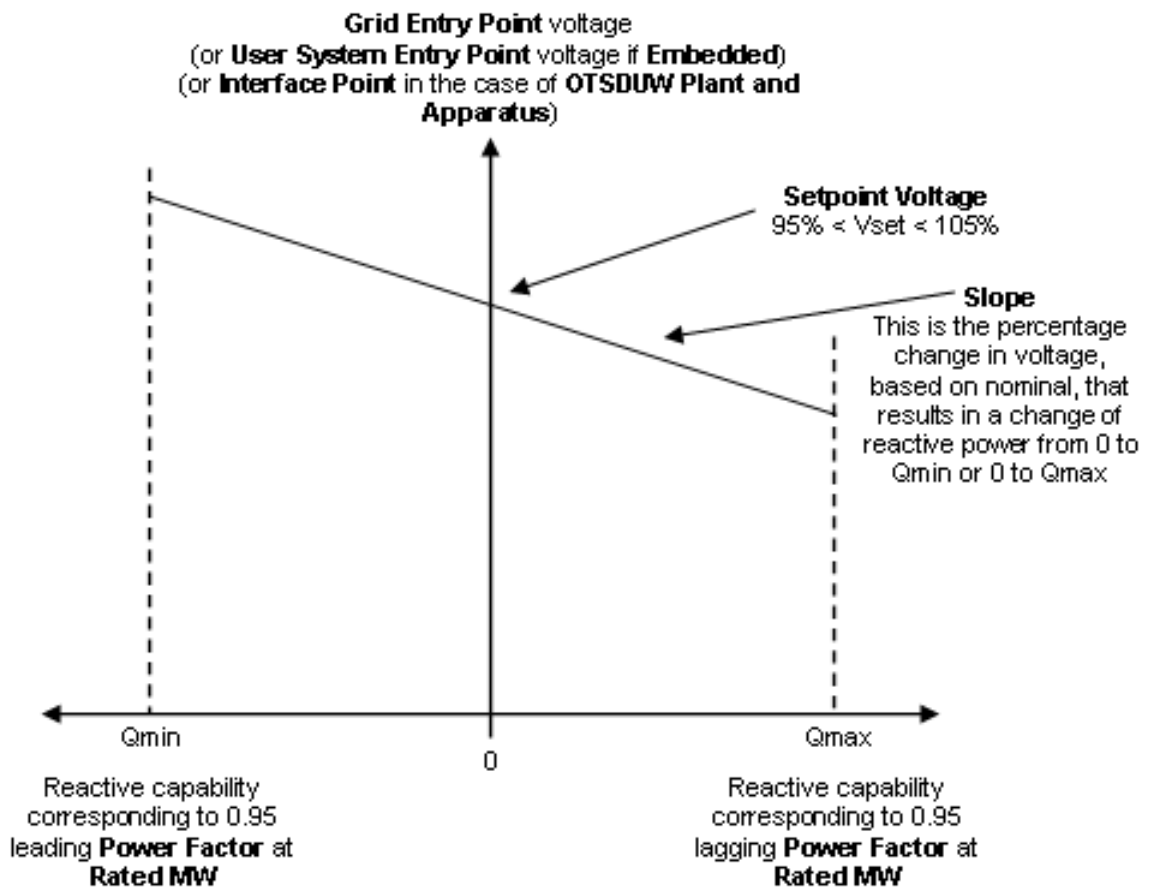 Grid Entry Point voltage
(or User System Entry Point voltage if Embedded)
(or Interface Point in the case of OTSDUW Plant and
Apparatus)
Setpoint Voltage
95% < Vset < 105%
Slope
This is the percentage
change in voltage,
based on nominal, that
results in a change of
reactive power from 0 to
Qmin or 0 to Qmax
Qmin
0
Qmax
Reactive capability
corresponding to 0.95
leading Power Factor at
Rated MW
Reactive capability
corresponding to 0.95
lagging Power Factor at
Rated MW